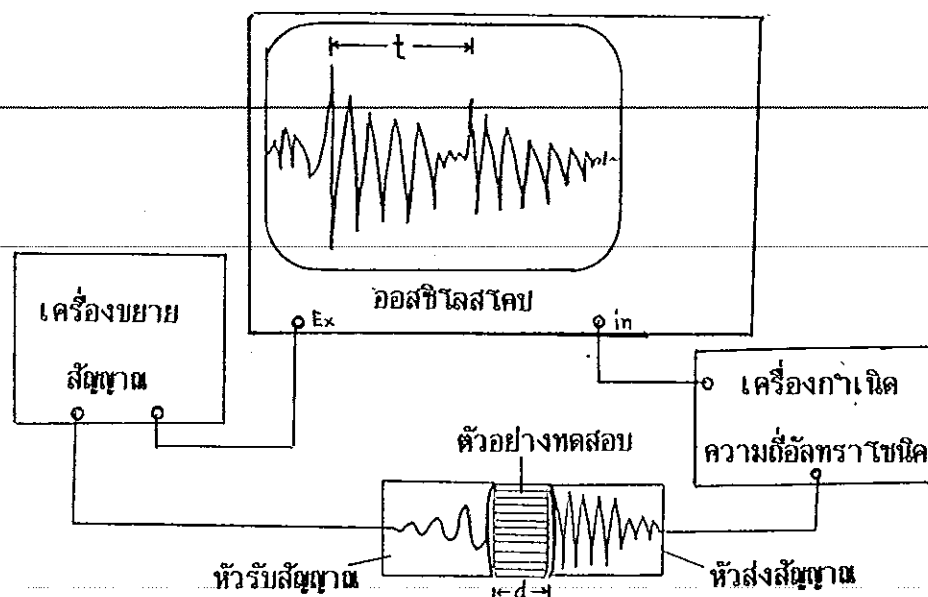 t
ออสซิโลสโคป
Ex
in
เครื่องขยาย
สัญญาณ
เครื่องกำเนิด
ความถี่อัลทราโซนิค
ตัวอย่างทดสอบ
หัวรับสัญญาณ
หัวส่งสัญญาณ
d